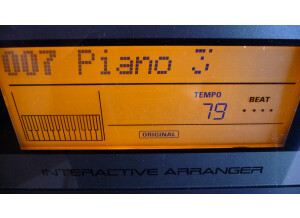 007 Piano 3
TEMPO
BEAT
79
ORIGINAL
INTERACTIVE ARRANGER